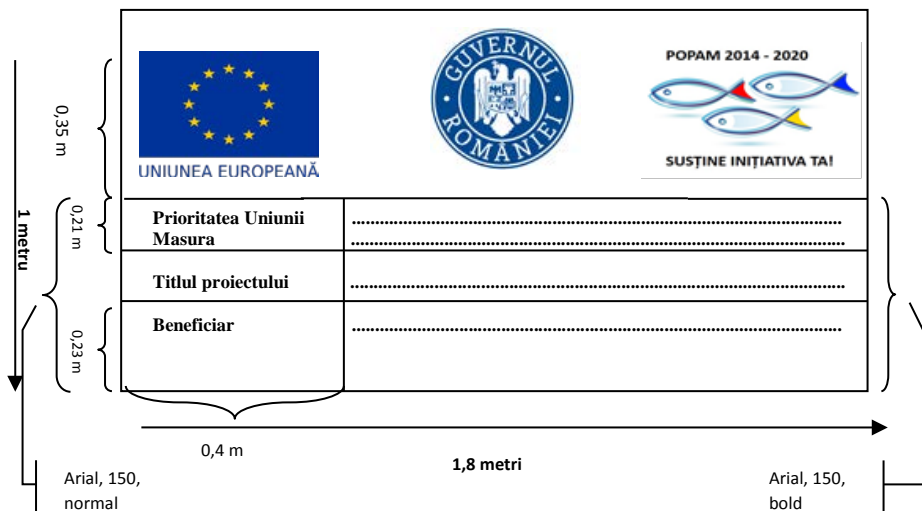 POPAM 2014 - 2020
GUVERNUL ROMÂNIEI
UNIUNEA EUROPEANĂ
SUSȚINE INIȚIATIVA TA!
0,35 m
1 metru
0,21 m
Prioritatea Uniunii ..........................................................................................
Masura ..........................................................................................
Titlul proiectului ..........................................................................................
Beneficiar ..........................................................................................
0,23 m
0,4 m
1,8 metri
Arial, 150,
normal
Arial, 150,
bold